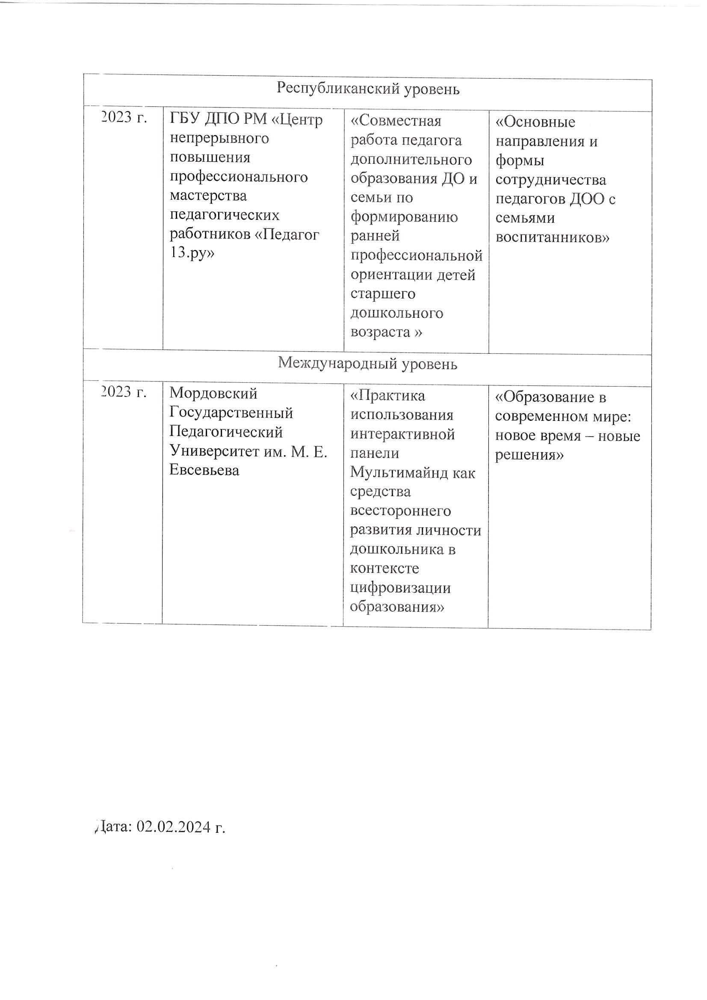 Республиканский уровень
2023 г.
ГБУ ДПО РМ «Центр
непрерывного
повышения
профессионального
мастерства
педагогических
работников «Педагог
13.ру»
«Совместная
работа педагога
дополнительного
образования ДО и
семьи по
формированию
ранней
профессиональной
ориентации детей
старшего
дошкольного
возраста »
«Основные
направления и
формы
сотрудничества
педагогов ДОО с
семьями
воспитанников»
Международный уровень
2023 г.
Мордовский
Государственный
Педагогический
Университет им. М. Е.
Евсевьева
«Практика
использования
интерактивной
панели
Мультимайнд как
средства
всестороннего
развития личности
дошкольника в
контексте
цифровизации
образования»
«Образование в
современном мире:
новое время – новые
решения»
Дата: 02.02.2024 г.